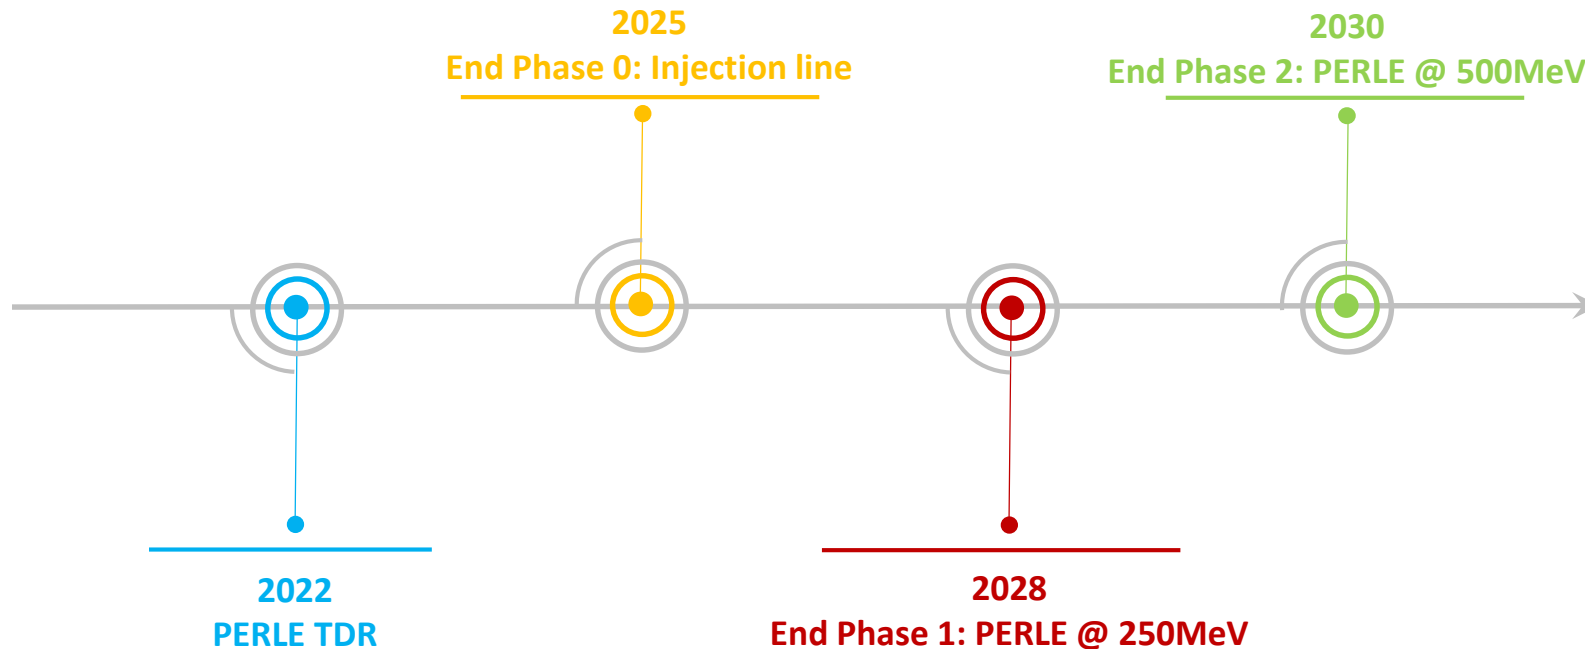 2025
End Phase 0: Injection line
2030
End Phase 2: PERLE @ 500MeV
2022
PERLE TDR
2028
End Phase 1: PERLE @ 250MeV